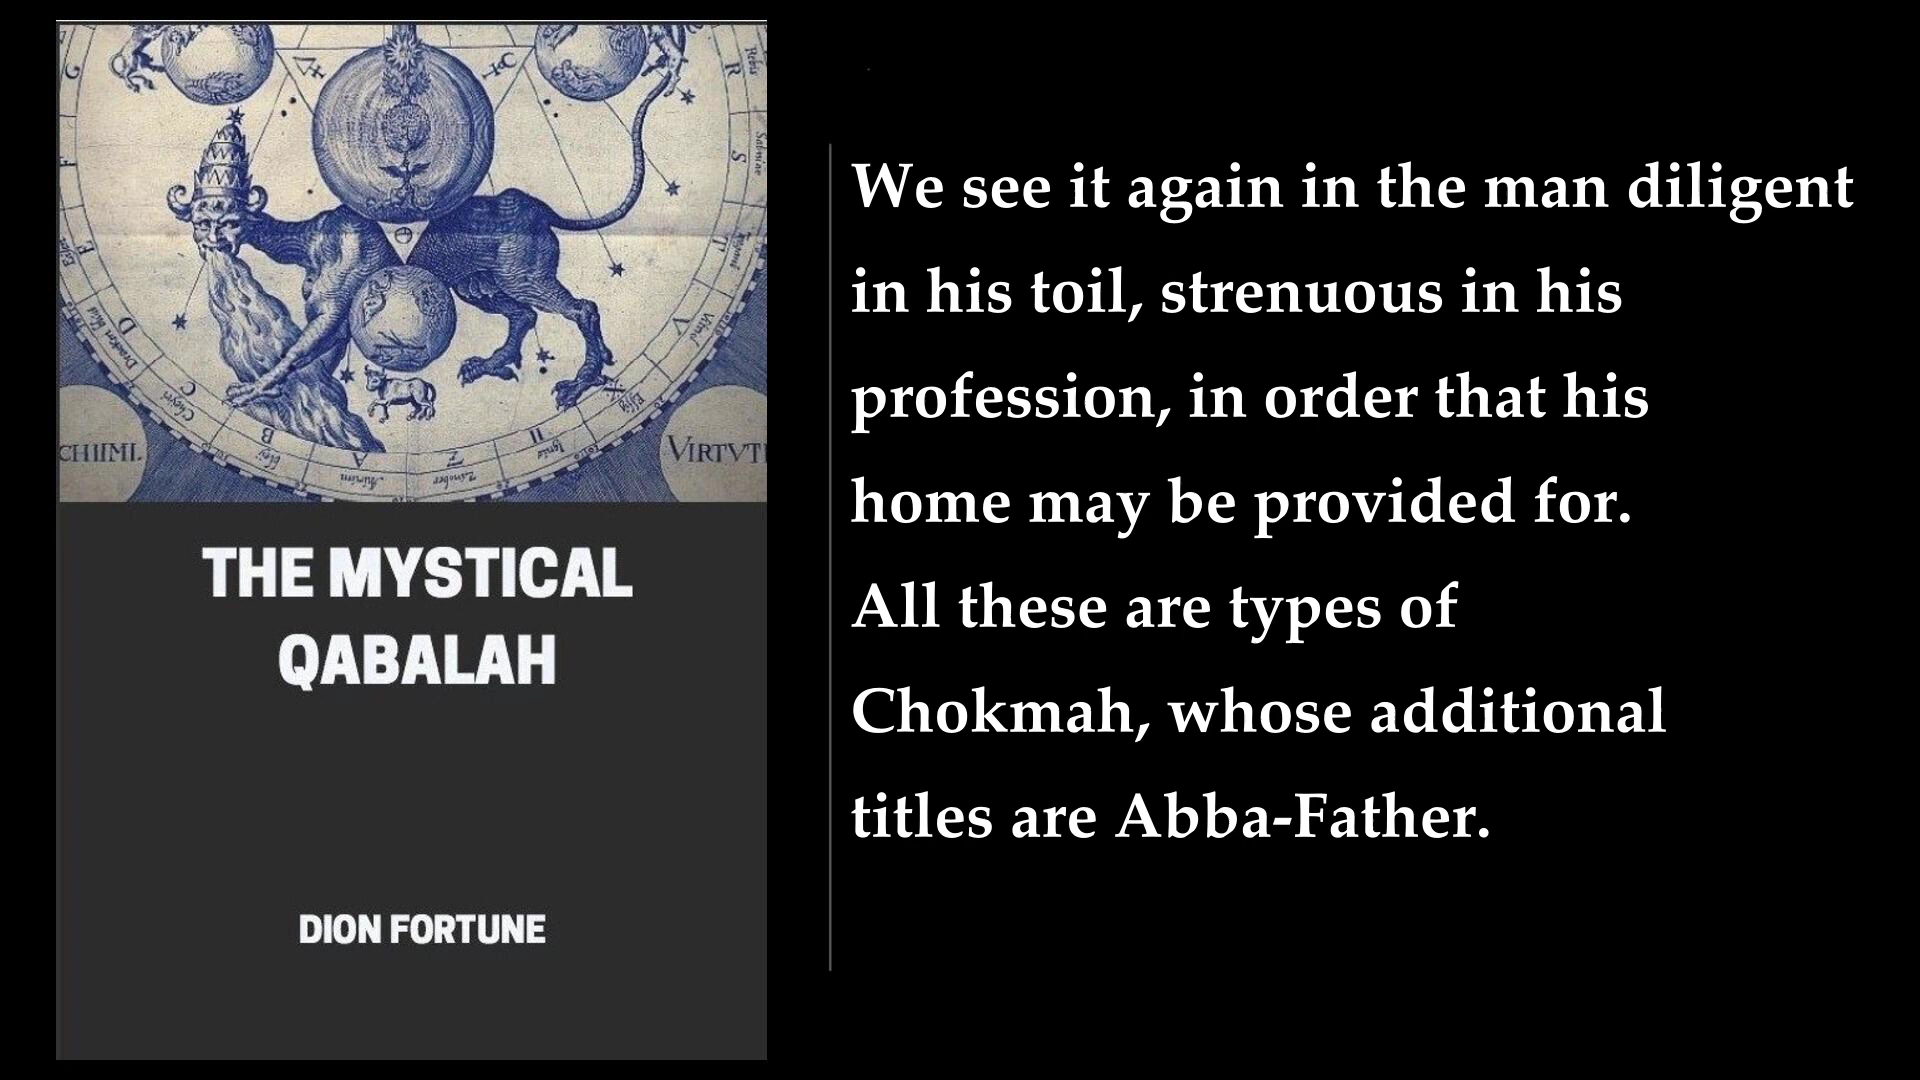 THE MYSTICAL
QABALAH
DION FORTUNE
CHIIMI.
VIRTVTI
We see it again in the man diligent
in his toil, strenuous in his
profession, in order that his
home may be provided for.
All these are types of
Chokmah, whose additional
titles are Abba-Father.